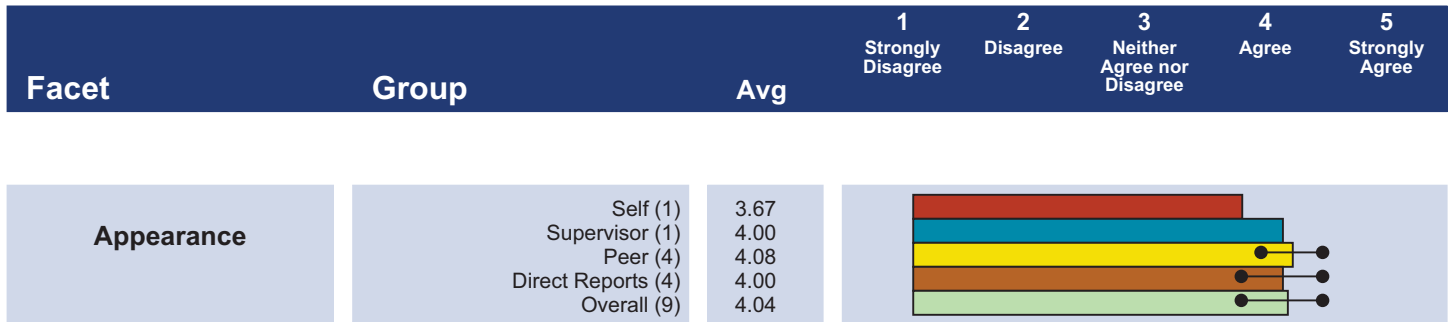 Facet
Group
Avg
1
Strongly
Disagree
2
Disagree
3
Neither
Agree nor
Disagree
4
Agree
5
Strongly
Agree
Appearance
Self (1) 3.67
Supervisor (1) 4.00
Peer (4) 4.08
Direct Reports (4) 4.00
Overall (9) 4.04